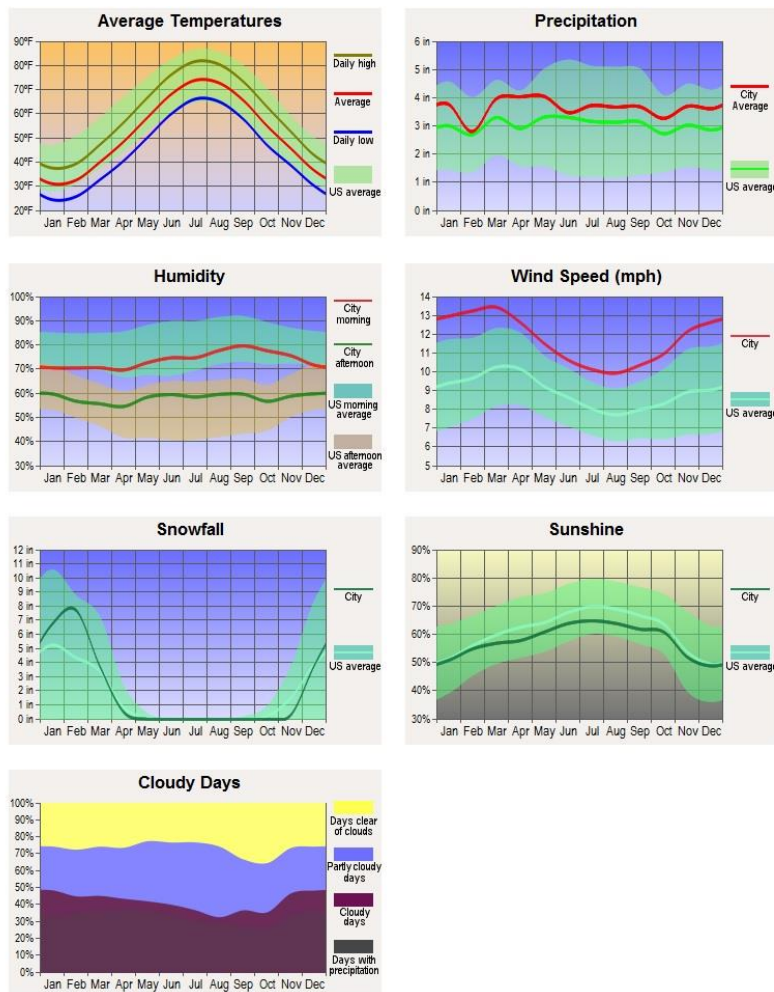 Average Temperatures
90ºF
80ºF
70ºF
60ºF
50ºF
40ºF
30ºF
20ºF
Jan Feb Mar Apr May Jun Jul Aug Sep Oct Nov Dec
Daily high
Average
Daily low
US average
Precipitation
6 in
5 in
4 in
3 in
2 in
1 in
0 in
Jan Feb Mar Apr May Jun Jul Aug Sep Oct Nov Dec
City
Average
US average
Humidity
100%
90%
80%
70%
60%
50%
40%
30%
Jan Feb Mar Apr May Jun Jul Aug Sep Oct Nov Dec
City
morning
City
afternoon
US morning
average
US afternoon
average
Wind Speed (mph)
14
13
12
11
10
9
8
7
6
5
Jan Feb Mar Apr May Jun Jul Aug Sep Oct Nov Dec
City
US average
Snowfall
12 in
11 in
10 in
9 in
8 in
7 in
6 in
5 in
4 in
3 in
2 in
1 in
0 in
Jan Feb Mar Apr May Jun Jul Aug Sep Oct Nov Dec
City
US average
Sunshine
90%
80%
70%
60%
50%
40%
30%
Jan Feb Mar Apr May Jun Jul Aug Sep Oct Nov Dec
City
US average
Cloudy Days
100%
90%
80%
70%
60%
50%
40%
30%
20%
10%
0%
Jan Feb Mar Apr May Jun Jul Aug Sep Oct Nov Dec
Days clear
of clouds
Partly cloudy
days
Cloudy
days
Days with
precipitation